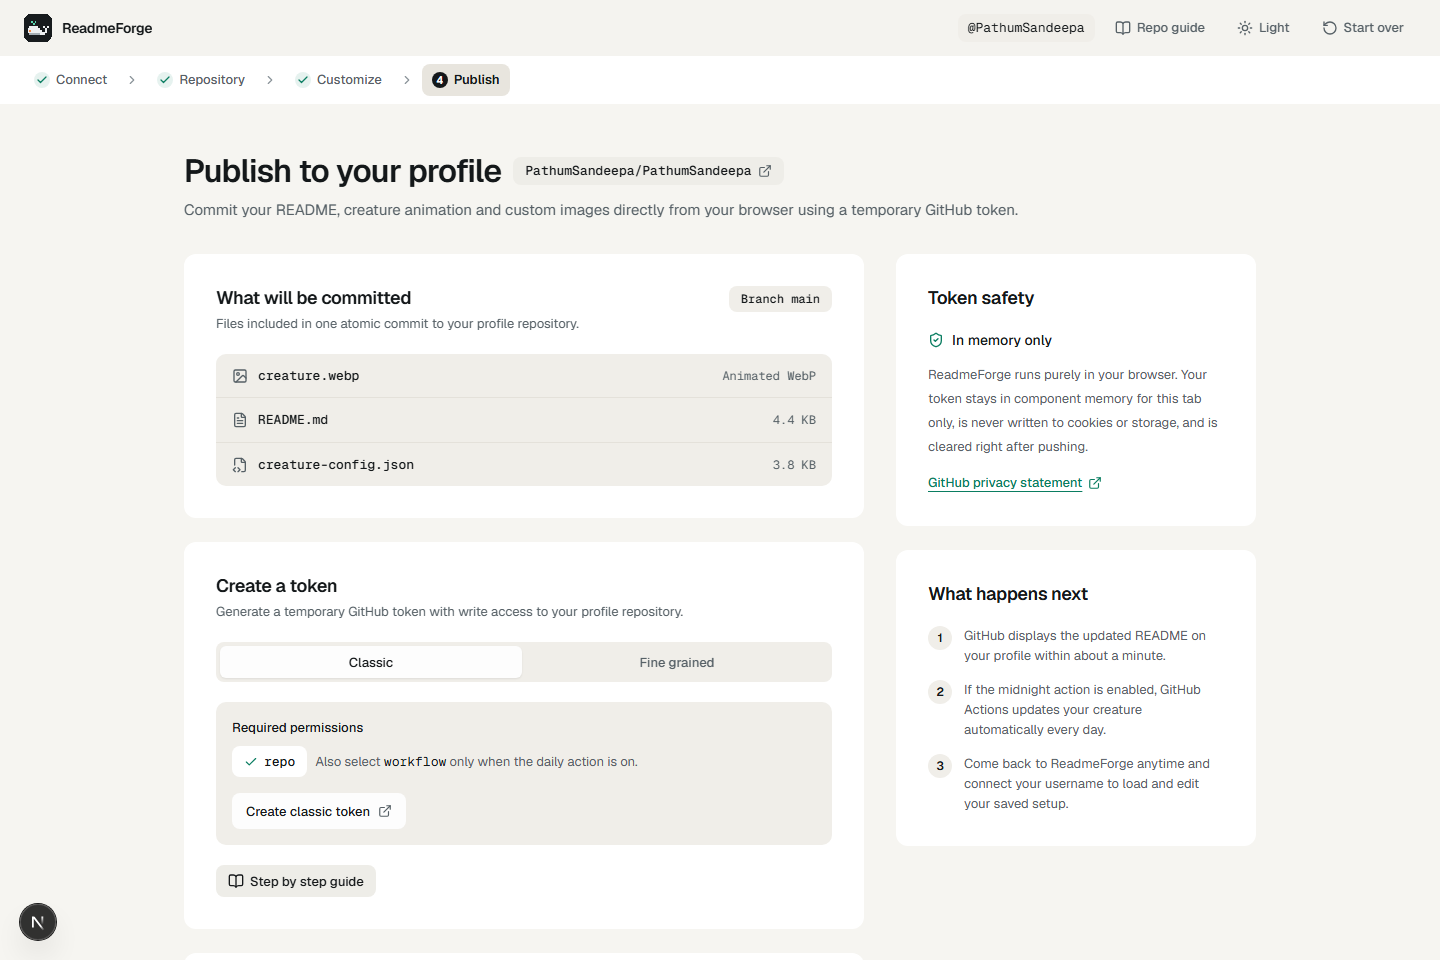 ReadmeForge
@PathumSandeepa
Repo guide
Light
Start over
Connect
Repository
Customize
4 Publish
Publish to your profile
PathumSandeepa/PathumSandeepa
Commit your README, creature animation and custom images directly from your browser using a temporary GitHub token.
What will be committed
Branch main
Files included in one atomic commit to your profile repository.
creature.webp
Animated WebP
README.md
4.4 KB
creature-config.json
3.8 KB
Create a token
Generate a temporary GitHub token with write access to your profile repository.
Classic
Fine grained
Required permissions
repo
Also select workflow only when the daily action is on.
Create classic token
Step by step guide
Token safety
In memory only
ReadmeForge runs purely in your browser. Your
token stays in component memory for this tab
only, is never written to cookies or storage, and is
cleared right after pushing.
GitHub privacy statement
What happens next
1 GitHub displays the updated README on
your profile within about a minute.
2 If the midnight action is enabled, GitHub
Actions updates your creature
automatically every day.
3 Come back to ReadmeForge anytime and
connect your username to load and edit
your saved setup.
N